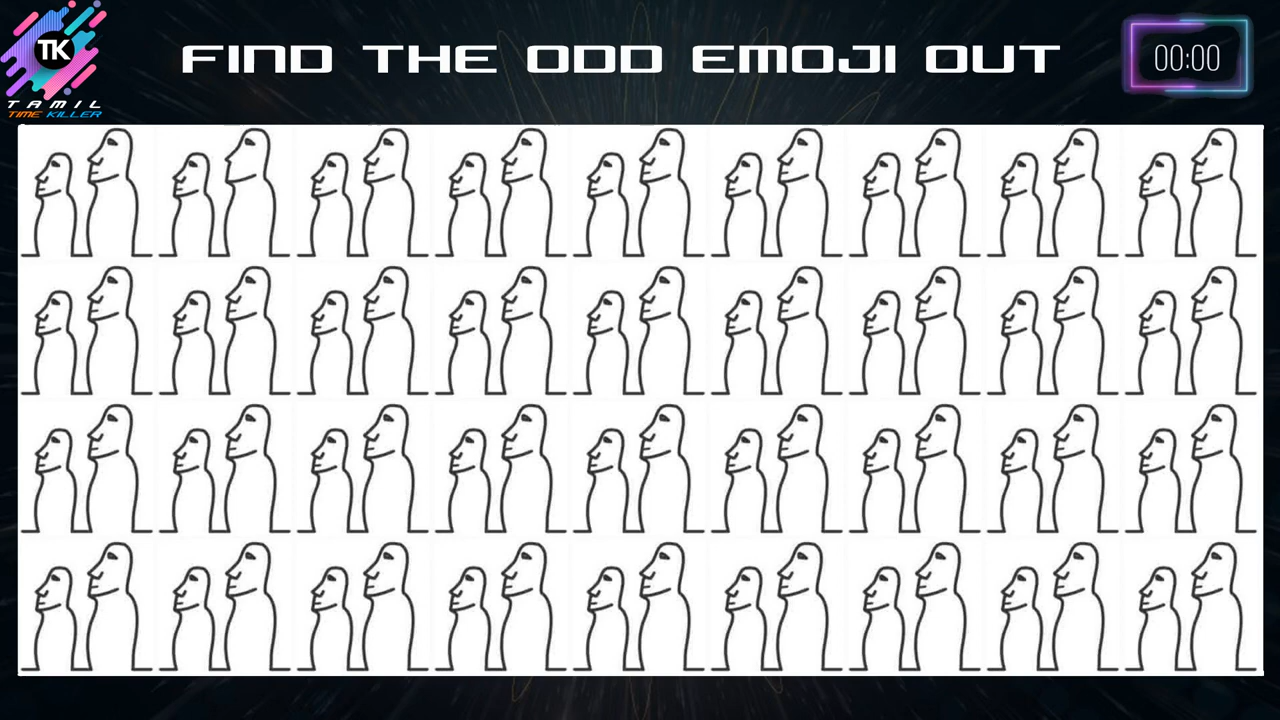 TK
TAMIL
TIME KILLER
FIND THE ODD EMOJI OUT
00:00